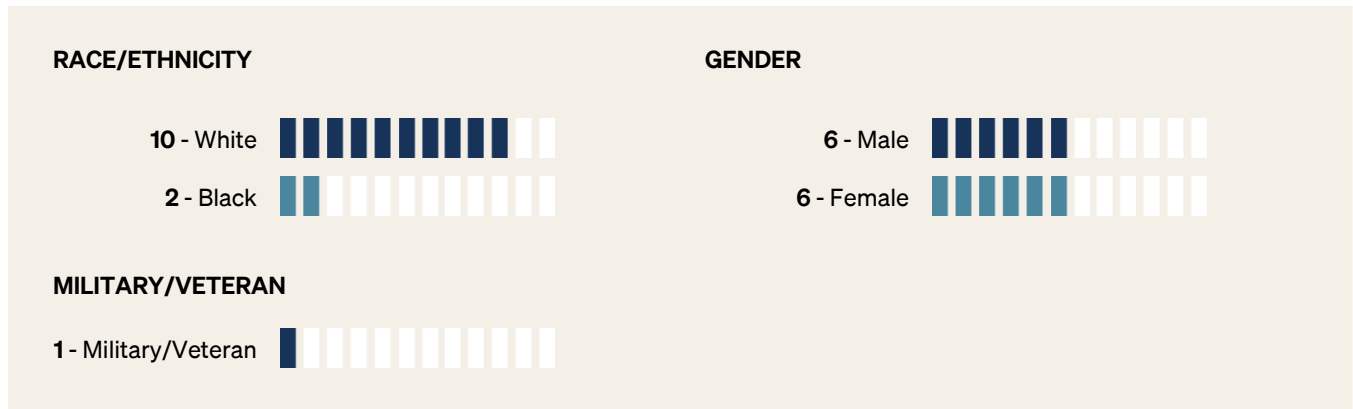 RACE/ETHNICITY
10 - White
2 - Black
GENDER
6 - Male
6 - Female
MILITARY/VETERAN
1 - Military/Veteran